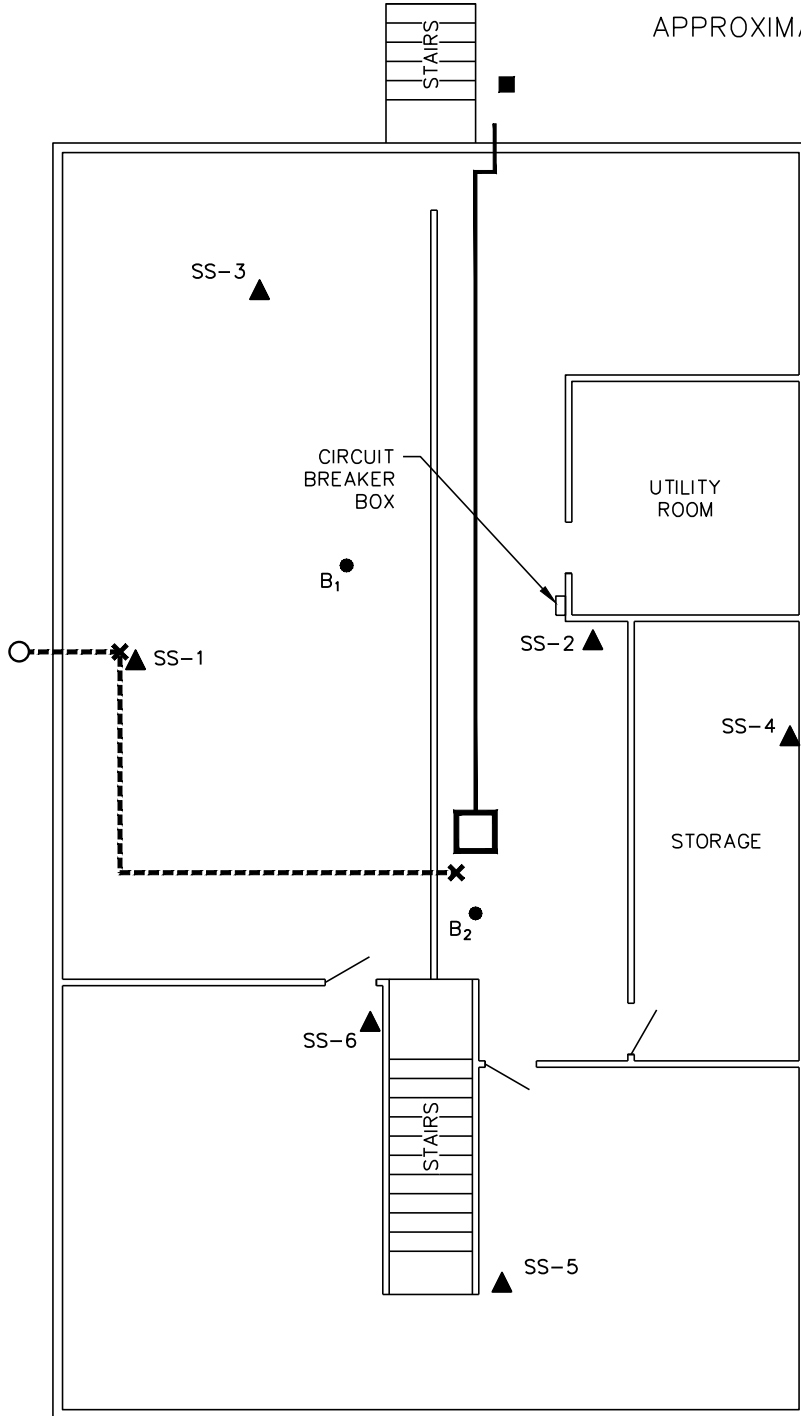 APPROXIMA
STAIRS
SS-3
CIRCUIT
BREAKER
BOX
UTILITY
ROOM
B₁
SS-2
SS-1
SS-4
STORAGE
B₂
SS-6
STAIRS
SS-5